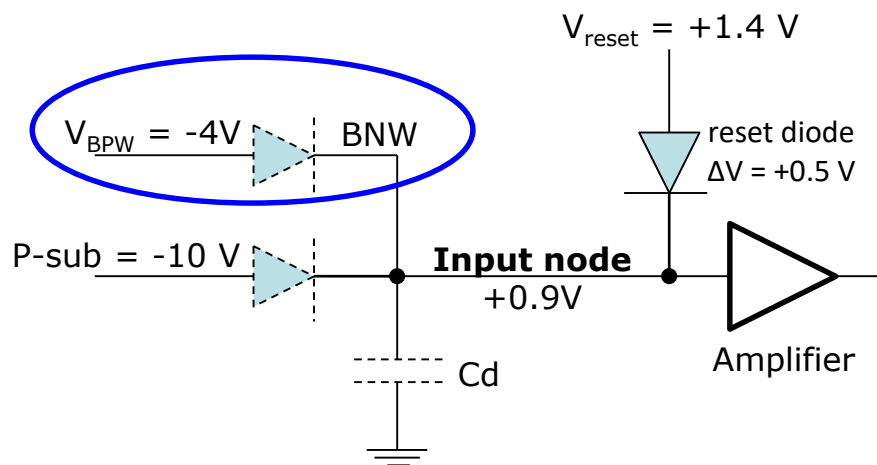 V_reset = +1.4 V
V_BPW = -4V
BNW
reset diode
ΔV = +0.5 V
P-sub = -10 V
Input node
+0.9V
Cd
Amplifier